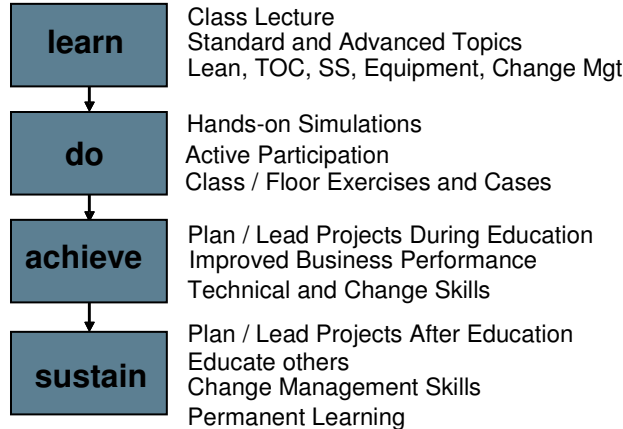 learn
Class Lecture
Standard and Advanced Topics
Lean, TOC, SS, Equipment, Change Mgt
do
Hands-on Simulations
Active Participation
Class / Floor Exercises and Cases
achieve
Plan / Lead Projects During Education
Improved Business Performance
Technical and Change Skills
sustain
Plan / Lead Projects After Education
Educate others
Change Management Skills
Permanent Learning